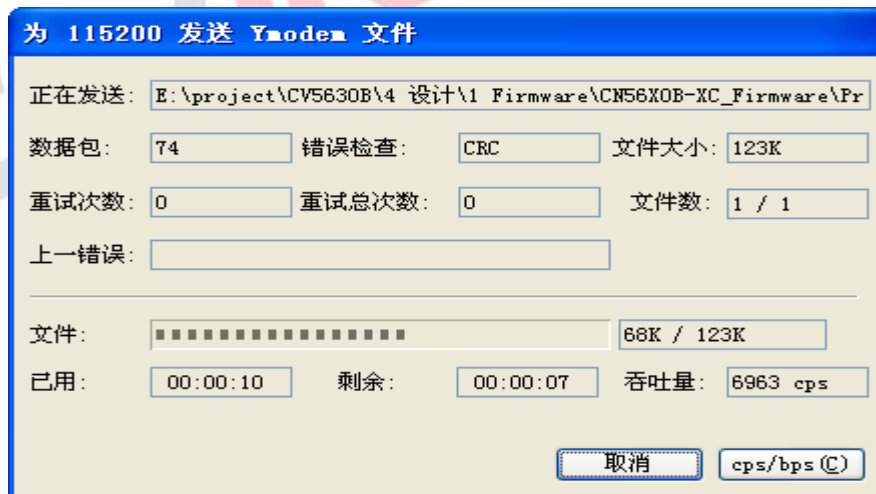 为 115200 发送 Ymodem 文件
正在发送: E:\project\CV5630B\4 设计\1 Firmware\CN56X0B-XC_Firmware\Pr
数据包: 74 错误检查: CRC 文件大小: 123K
重试次数: 0 重试总次数: 0 文件数: 1 / 1
上一错误:
文件: 68K / 123K
已用: 00:00:10 剩余: 00:00:07 吞吐量: 6963 cps
取消 cps/bps(C)